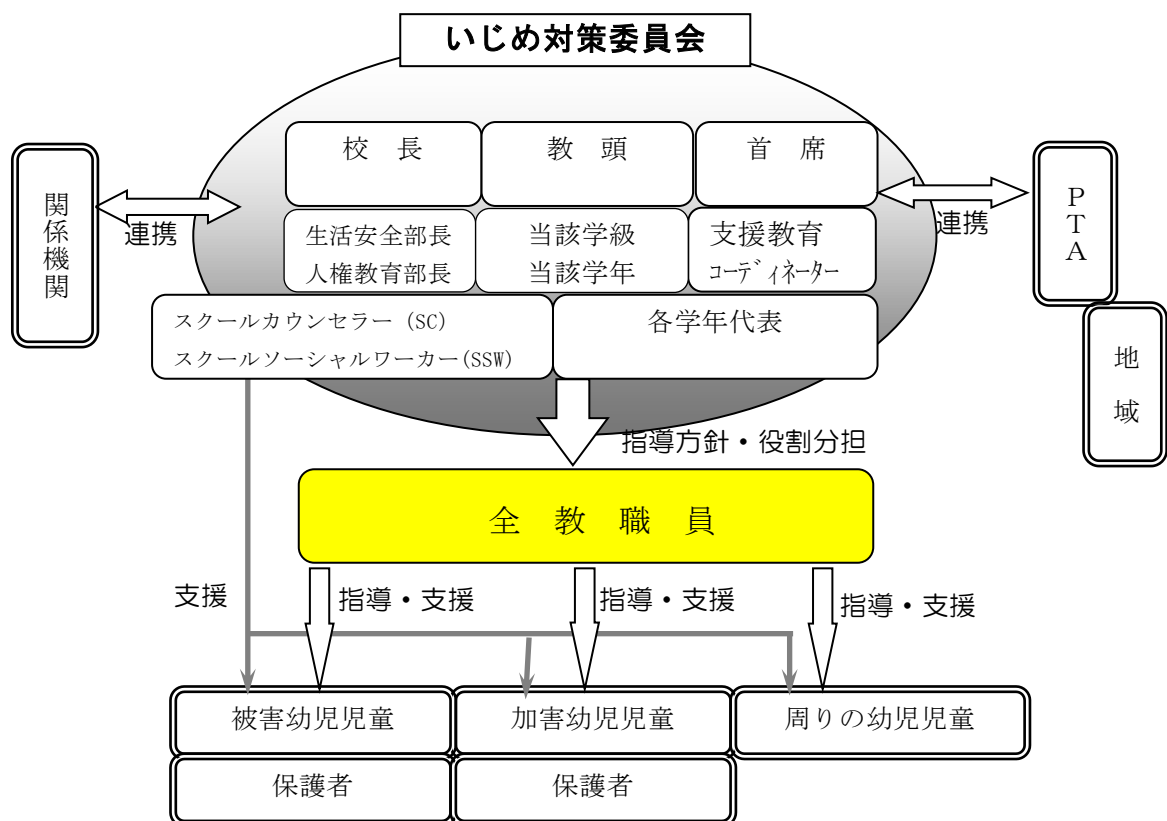 いじめ対策委員会
校 長
教 頭
首 席
関係機関
連携
生活安全部長
人権教育部長
当該学級
当該学年
支援教育
ｺｰﾃﾞｨﾈｰﾀｰ
連携
PTA
地域
スクールカウンセラー（SC）
スクールソーシャルワーカー(SSW)
各学年代表
指導方針・役割分担
全 教 職 員
支援
指導・支援
指導・支援
指導・支援
被害幼児児童
加害幼児児童
周りの幼児児童
保護者
保護者